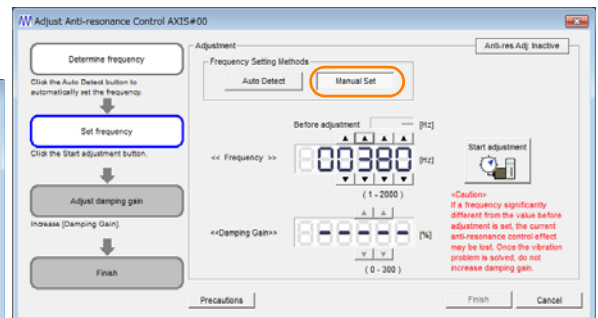 Adjust Anti-resonance Control AXIS#00
Determine frequency
Click the Auto Detect button to
automatically set the frequency.
Set frequency
Click the Start adjustment button.
Adjust damping gain
Increase [Damping Gain].
Finish
Adjustment
Anti-res Adj: Inactive
Frequency Setting Methods
Auto Detect
Manual Set
Before adjustment
--- [Hz]
<< Frequency >>
00380
[Hz]
(1 - 2000 )
<<Damping Gain>>
------
[%]
( 0 - 300 )
Start adjustment
<Caution>
If a frequency significantly
different from the value before
adjustment is set, the current
anti-resonance control effect
may be lost. Once the vibration
problem is solved, do not
increase damping gain.
Precautions
Finish
Cancel